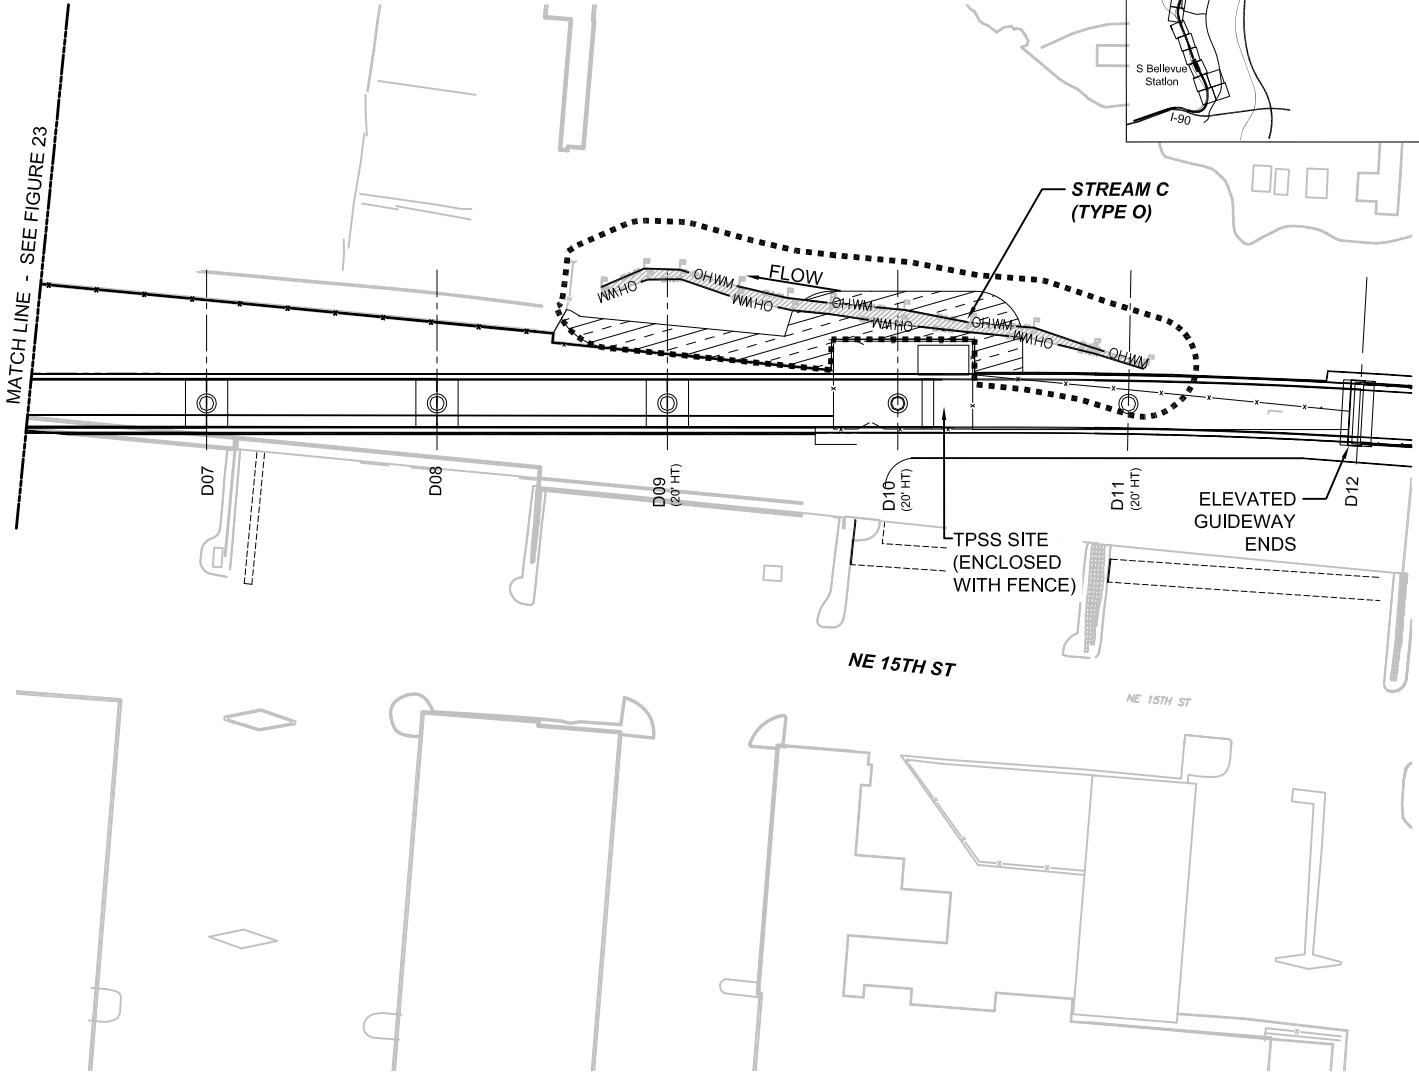 S Bellevue
Station
I-90
MATCH LINE - SEE FIGURE 23
STREAM C
(TYPE O)
FLOW
OHWM
OHWM
OHWM
OHWM
OHWM
OHWM
OHWM
OHWM
D07
D08
D09
(20' HT)
D10
(20' HT)
D11
(20' HT)
D12
ELEVATED
GUIDEWAY
ENDS
TPSS SITE
(ENCLOSED
WITH FENCE)
NE 15TH ST
NE 15TH ST